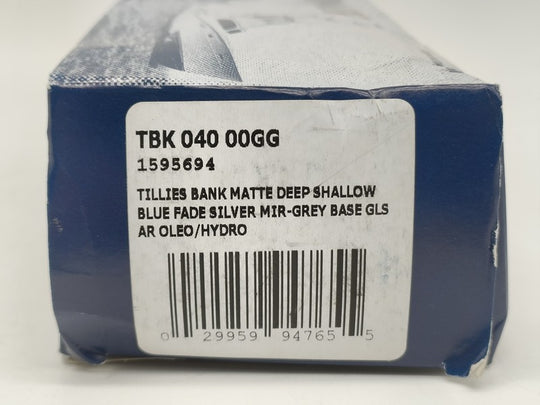 TBK 040 00GG
1595694
TILLIES BANK MATTE DEEP SHALLOW
BLUE FADE SILVER MIR-GREY BASE GLS
AR OLEO/HYDRO
0 29959 94765 5